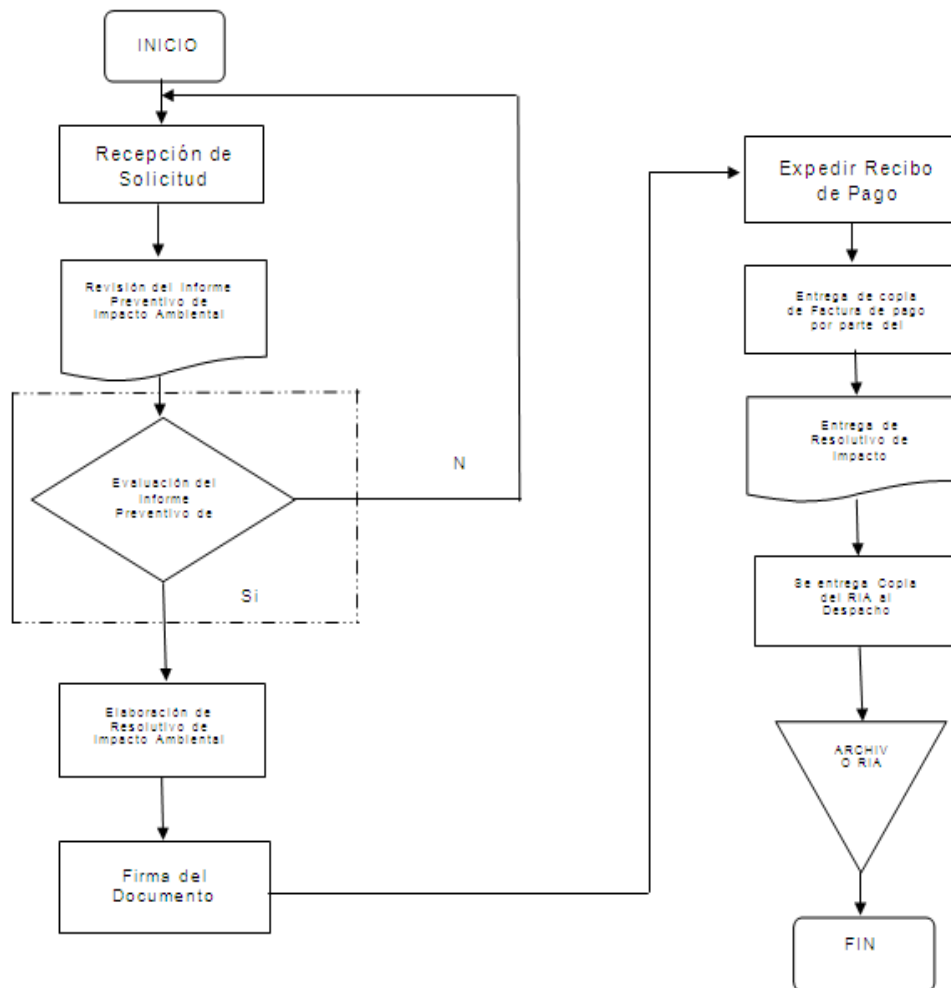 INICIO
Recepción de
Solicitud
Revisión del Informe
Preventivo de
Impacto Ambiental
Evaluación del
Informe
Preventivo de
N
Si
Elaboración de
Resolutivo de
Impacto Ambiental
Firma del
Documento
Expedir Recibo
de Pago
Entrega de copia
de Factura de pago
por parte del
Entrega de
Resolutivo de
Impacto
Se entrega Copia
del RIA al
Despacho
ARCHIV
O RIA
FIN